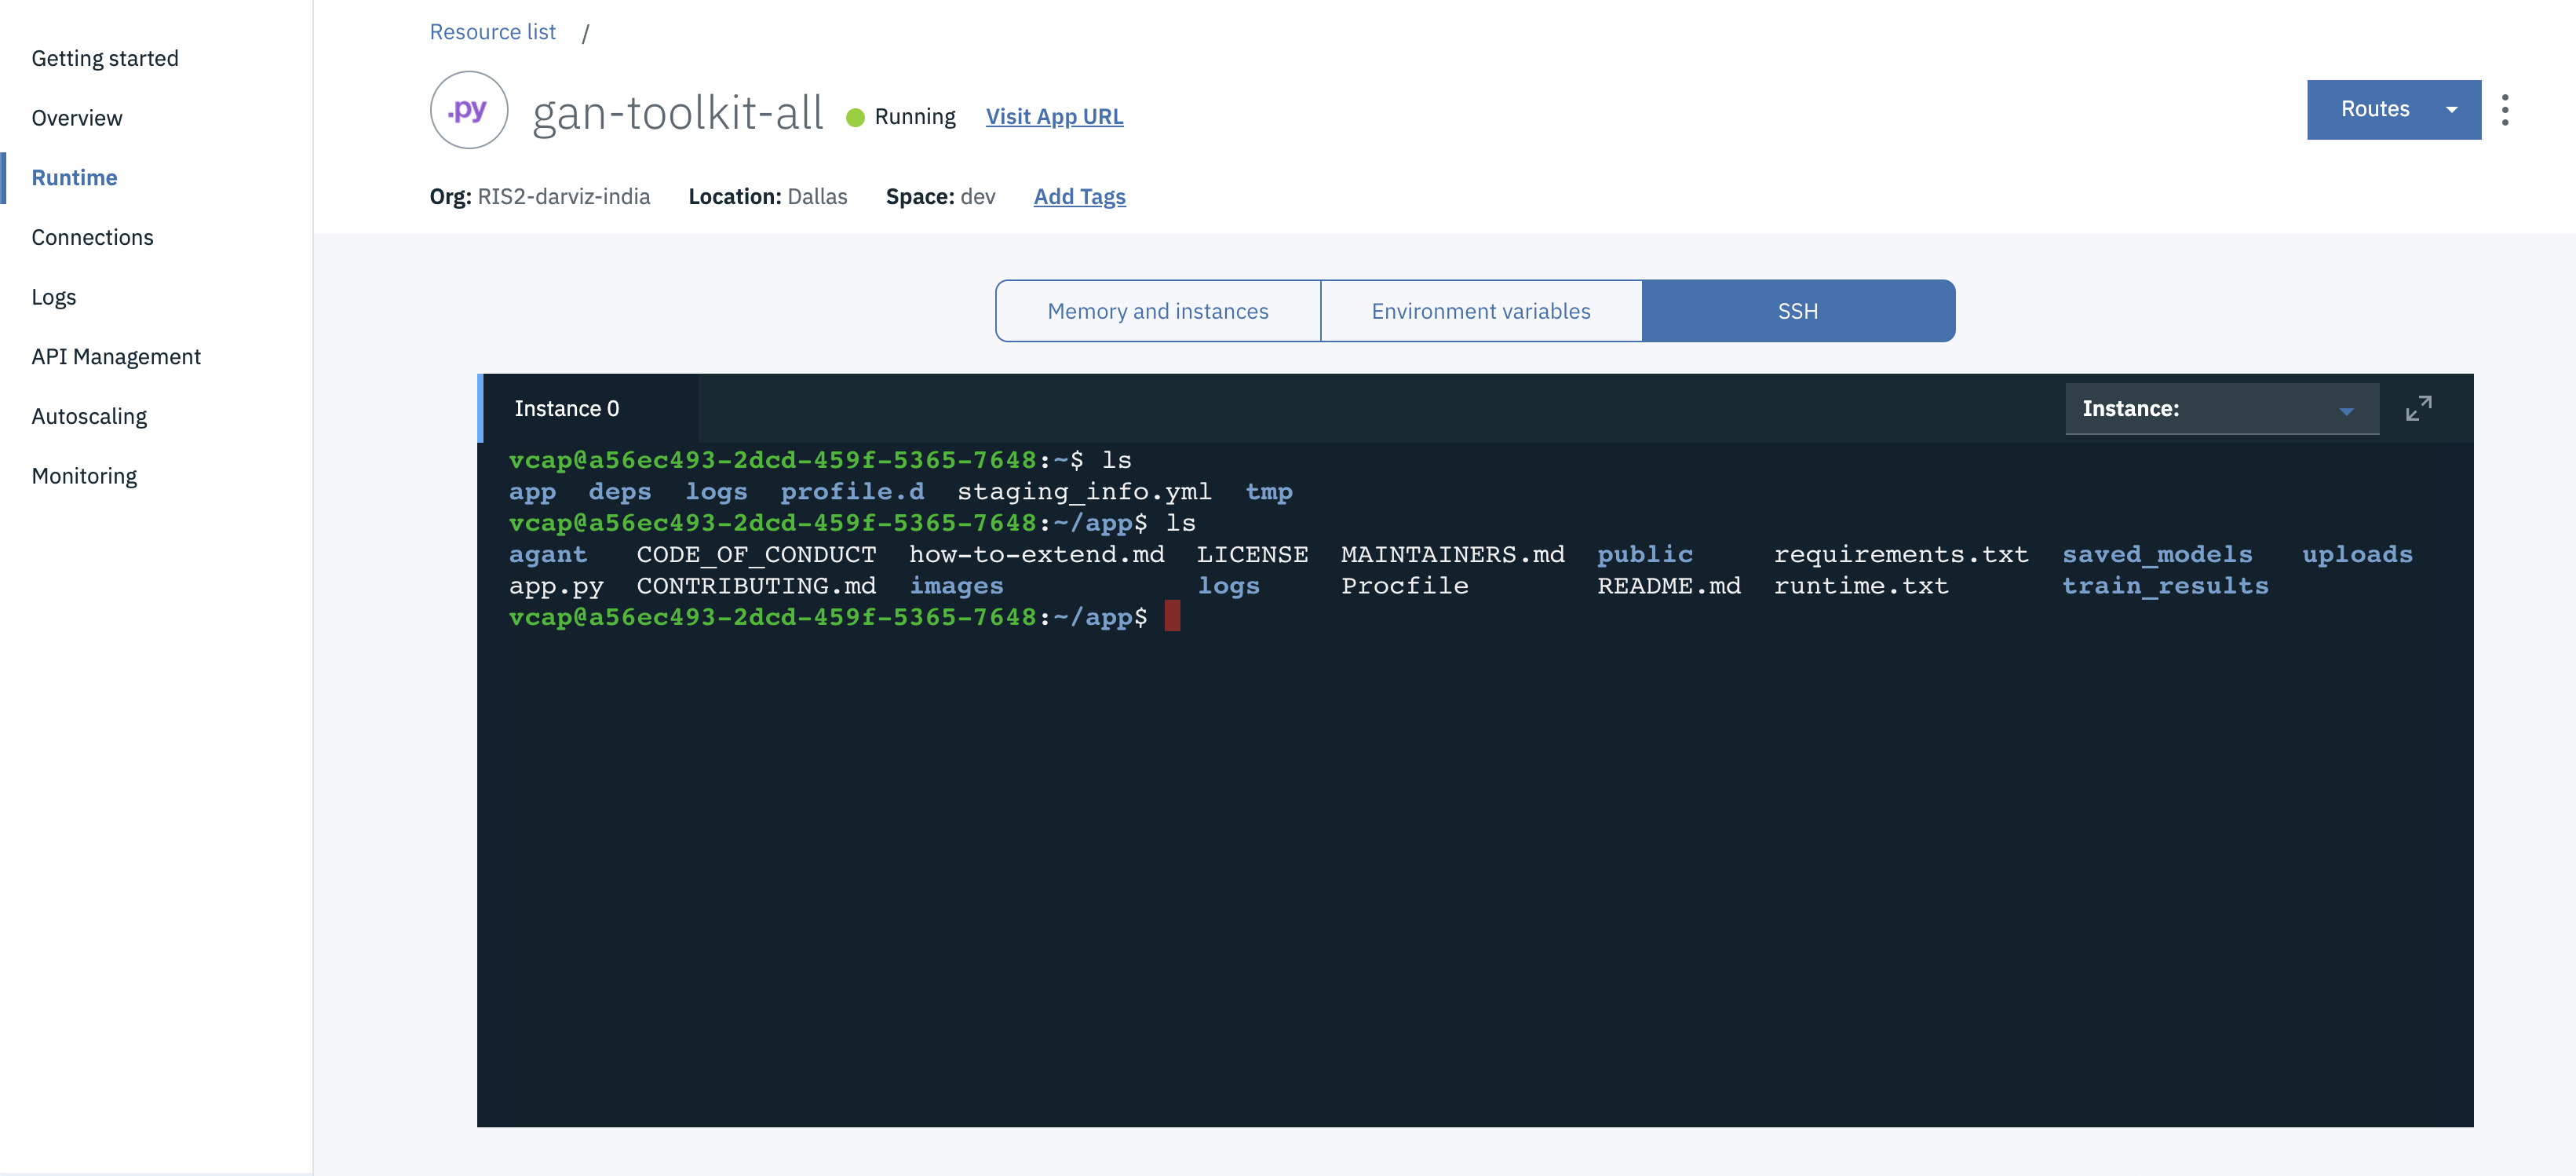 Getting started
Overview
Runtime
Connections
Logs
API Management
Autoscaling
Monitoring
Resource list /
.py gan-toolkit-all Running Visit App URL
Routes
Org: RIS2-darviz-india Location: Dallas Space: dev Add Tags
Memory and instances Environment variables SSH
Instance 0 Instance:
vcap@a56ec493-2dcd-459f-5365-7648:~$ ls
app deps logs profile.d staging_info.yml tmp
vcap@a56ec493-2dcd-459f-5365-7648:~/app$ ls
agant CODE_OF_CONDUCT how-to-extend.md LICENSE MAINTAINERS.md public requirements.txt saved_models uploads
app.py CONTRIBUTING.md images logs Procfile README.md runtime.txt train_results
vcap@a56ec493-2dcd-459f-5365-7648:~/app$